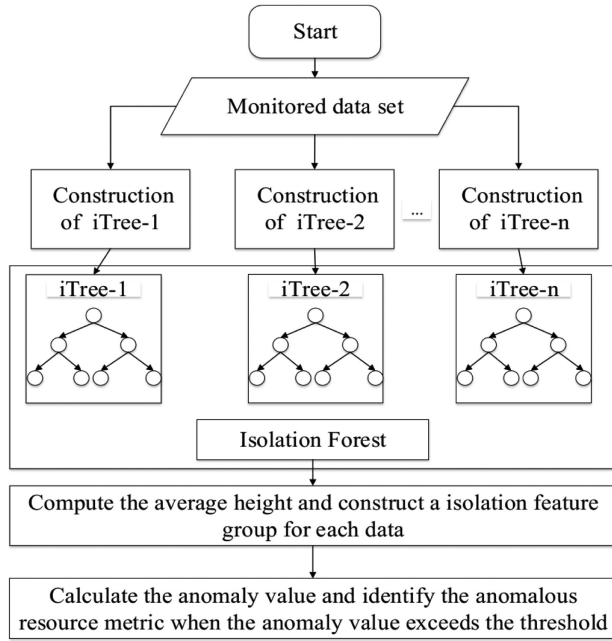 Start
Monitored data set
Construction
of iTree-1
Construction
of iTree-2
...
Construction
of iTree-n
iTree-1
iTree-2
iTree-n
Isolation Forest
Compute the average height and construct a isolation feature
group for each data
Calculate the anomaly value and identify the anomalous
resource metric when the anomaly value exceeds the threshold